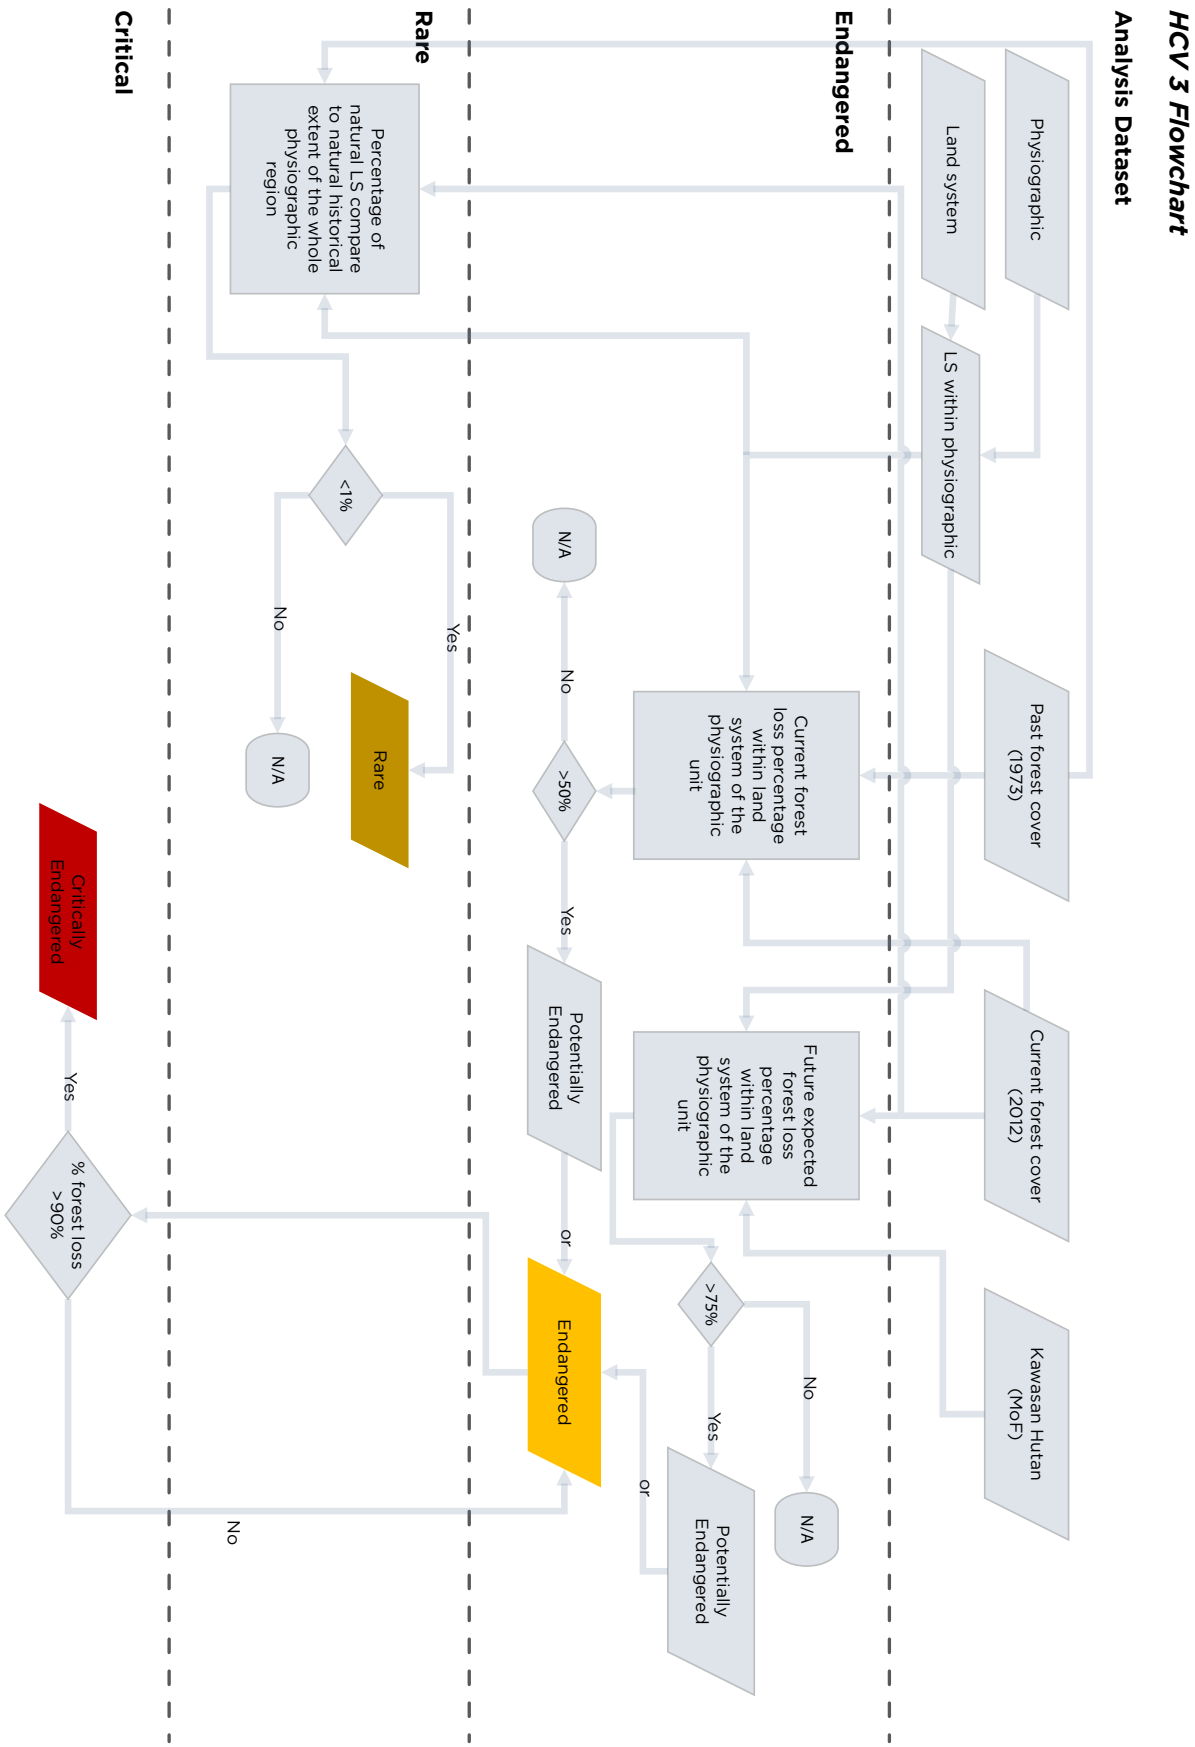 HCV 3 Flowchart
Analysis Dataset
Physiographic
Land system
LS within physiographic
Past forest cover
(1973)
Current forest cover
(2012)
Kawasan Hutan
(MoF)
Endangered
Current forest
loss percentage
within land
system of the
physiographic
unit
Future expected
forest loss
percentage
within land
system of the
physiographic
unit
>75%
No
N/A
Yes
Potentially
Endangered
or
N/A
No
>50%
Yes
Potentially
Endangered
or
Endangered
Rare
Percentage of
natural LS compare
to natural historical
extent of the whole
physiographic
region
<1%
Yes
Rare
No
N/A
Critical
Critically
Endangered
Yes
% forest loss
>90%
No